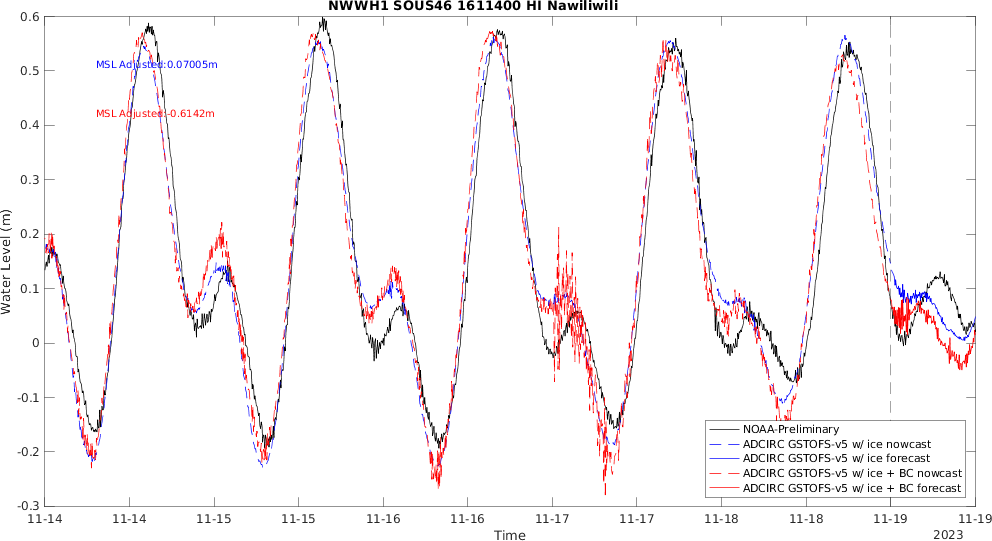 NWWH1 SOUS46 1611400 HI Nawiliwili
0.6
0.5
0.4
0.3
0.2
0.1
0
-0.1
-0.2
-0.3
Water Level (m)
MSL Adjusted:0.07005m
MSL Adjusted:-0.6142m
NOAA-Preliminary
ADCIRC GSTOFS-v5 w/ ice nowcast
ADCIRC GSTOFS-v5 w/ ice forecast
ADCIRC GSTOFS-v5 w/ ice + BC nowcast
ADCIRC GSTOFS-v5 w/ ice + BC forecast
11-14 11-14 11-15 11-15 11-16 11-16 11-17 11-17 11-18 11-18 11-19 11-19
Time
2023